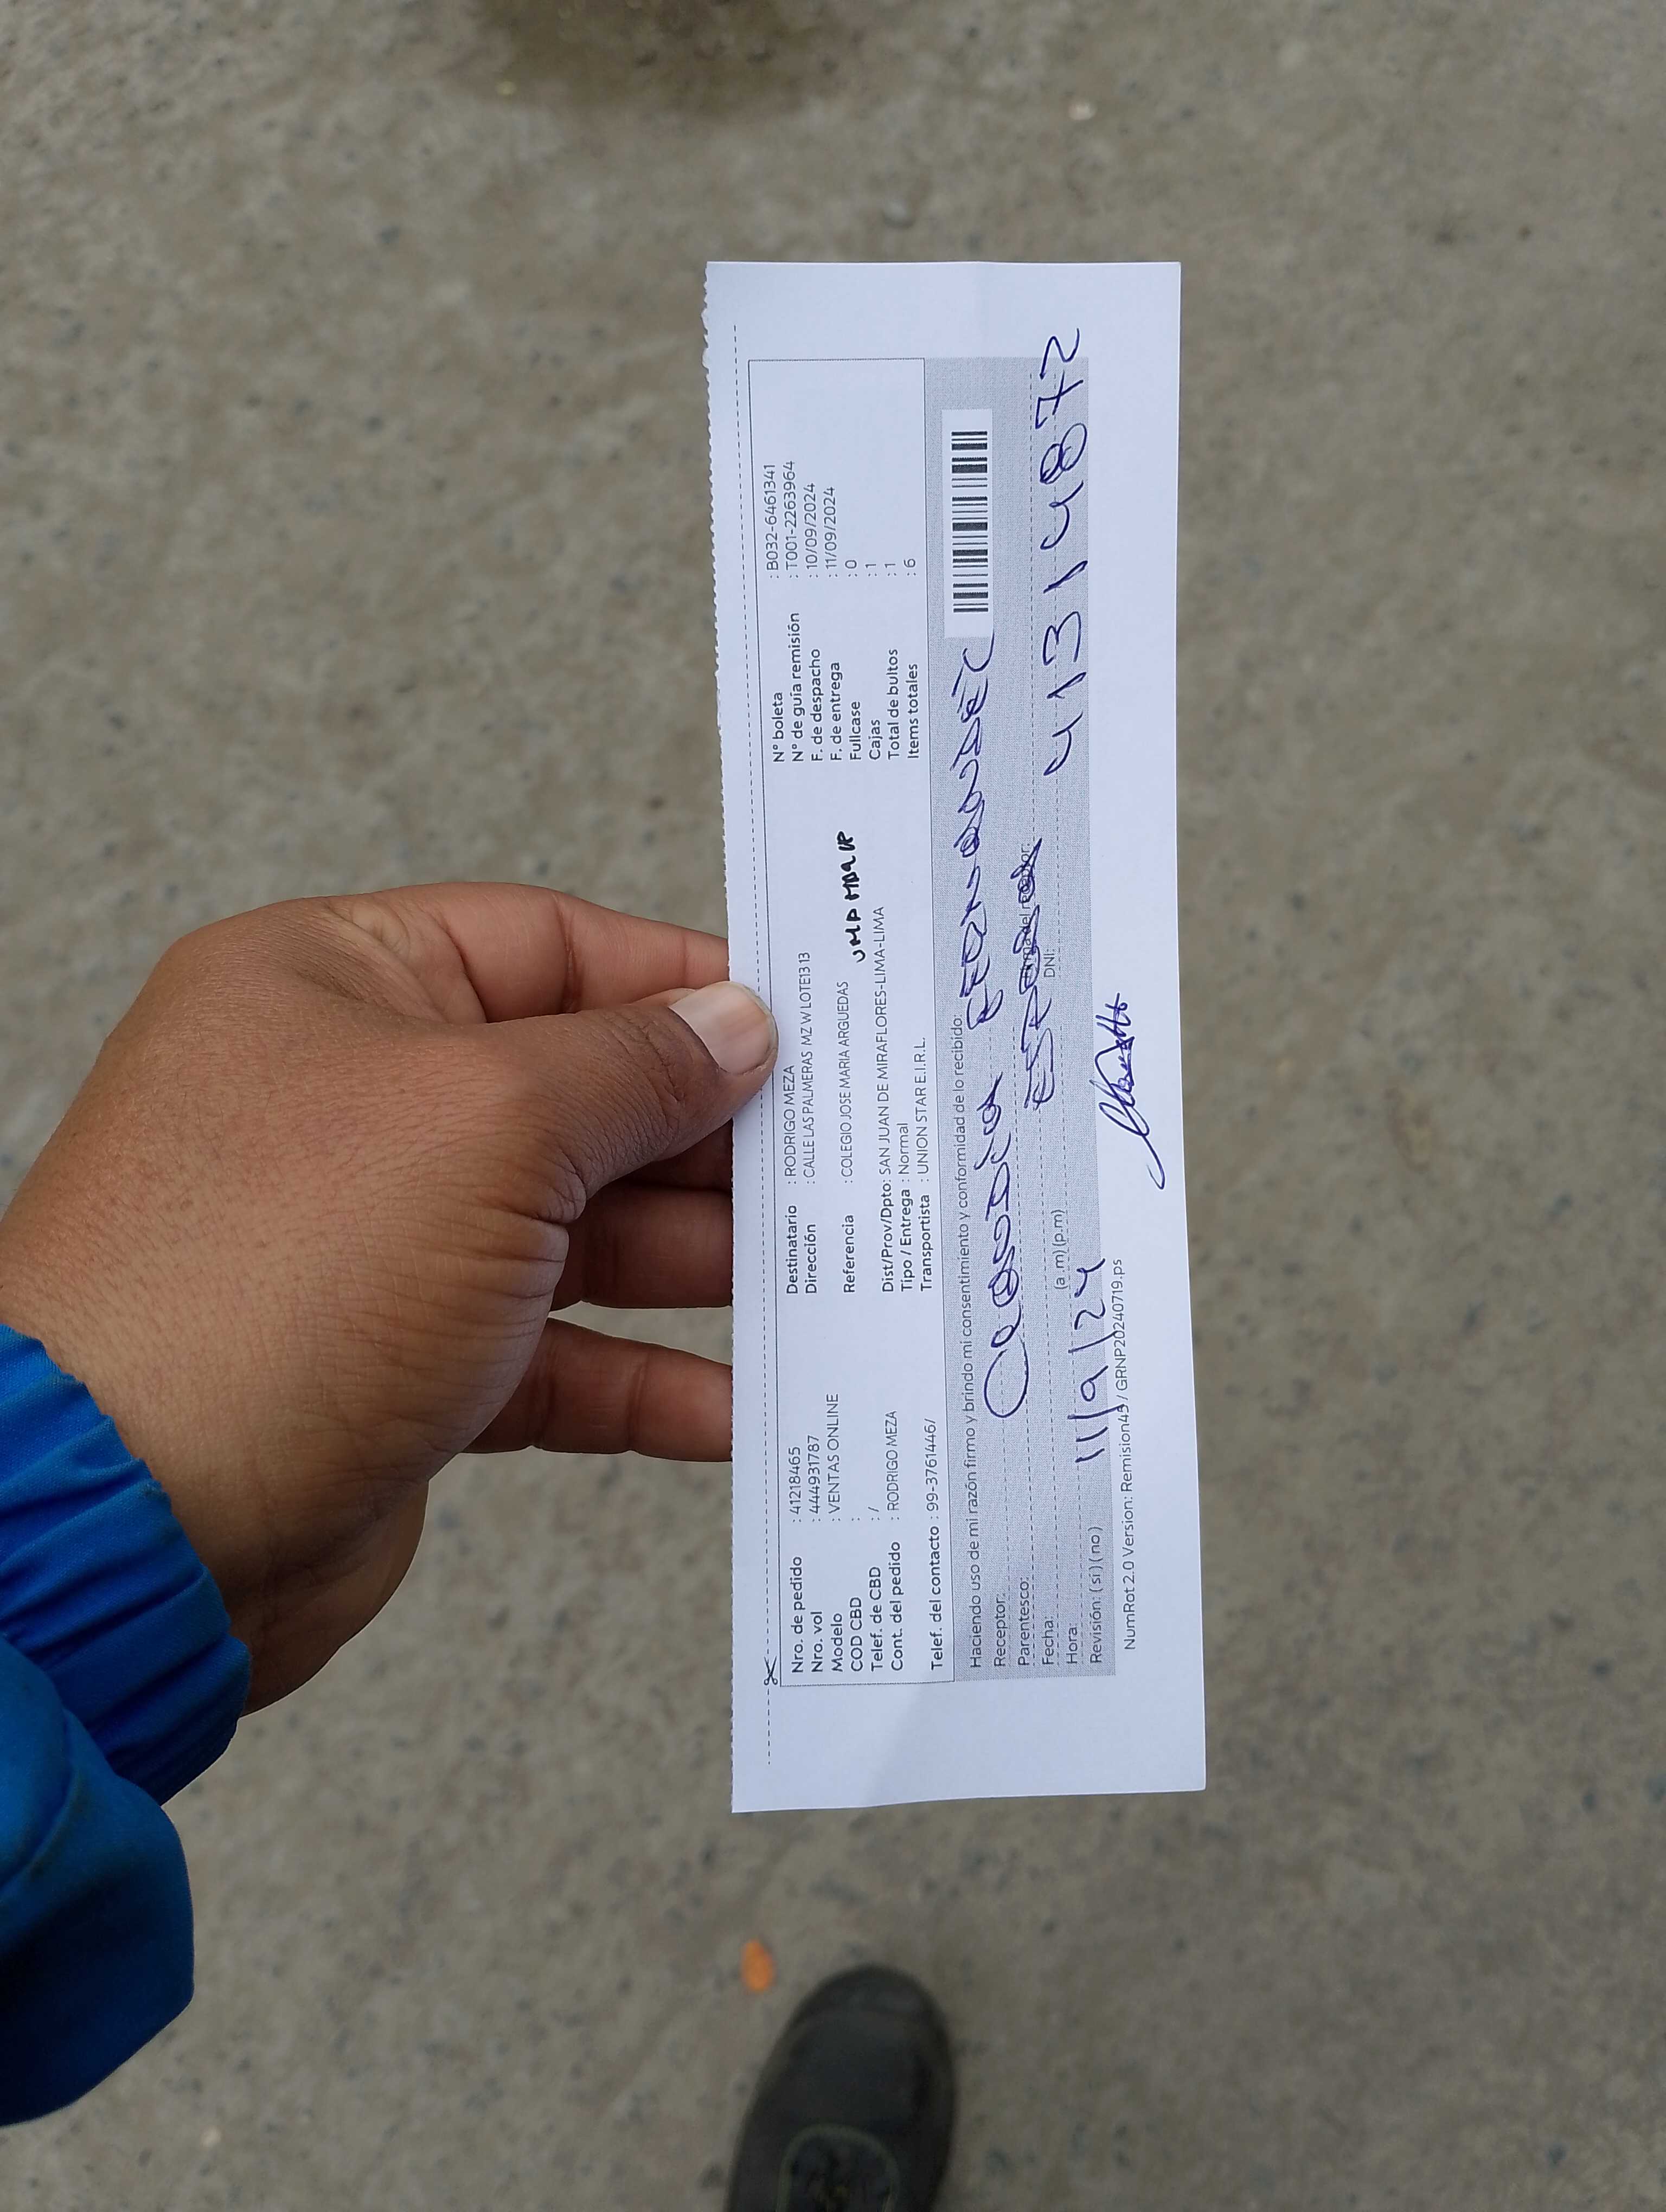 Nro. de pedido : 41218465
Nro. vol : 444931787
Modelo : VENTAS ONLINE
COD CBD :
Telef. de CBD : /
Cont. del pedido : RODRIGO MEZA
Telef. del contacto : 99-3761446/
Destinatario : RODRIGO MEZA
Dirección : CALLE LAS PALMERAS MZ W LOTE13 13
Referencia : COLEGIO JOSE MARIA ARGUEDAS
Dist/Prov/Dpto: SAN JUAN DE MIRAFLORES-LIMA-LIMA
Tipo / Entrega : Normal
Transportista : UNION STAR E.I.R.L.
N° boleta : B032-6461341
N° de guía remisión : T001-2263964
F. de despacho : 10/09/2024
F. de entrega : 11/09/2024
Fullcase : 0
Cajas : 1
Total de bultos : 1
Items totales : 6
Haciendo uso de mi razón firmo y brindo mi consentimiento y conformidad de lo recibido:
Receptor: Claudia Fernandez
Parentesco: Esposa
Firma del receptor:
Fecha: 11/9/24
DNI: 41314872
Hora: (a .m) (p.m)
Revisión: ( si ) ( no )
NumRot 2.0 Version: Remision45 / GRNP20240719.ps